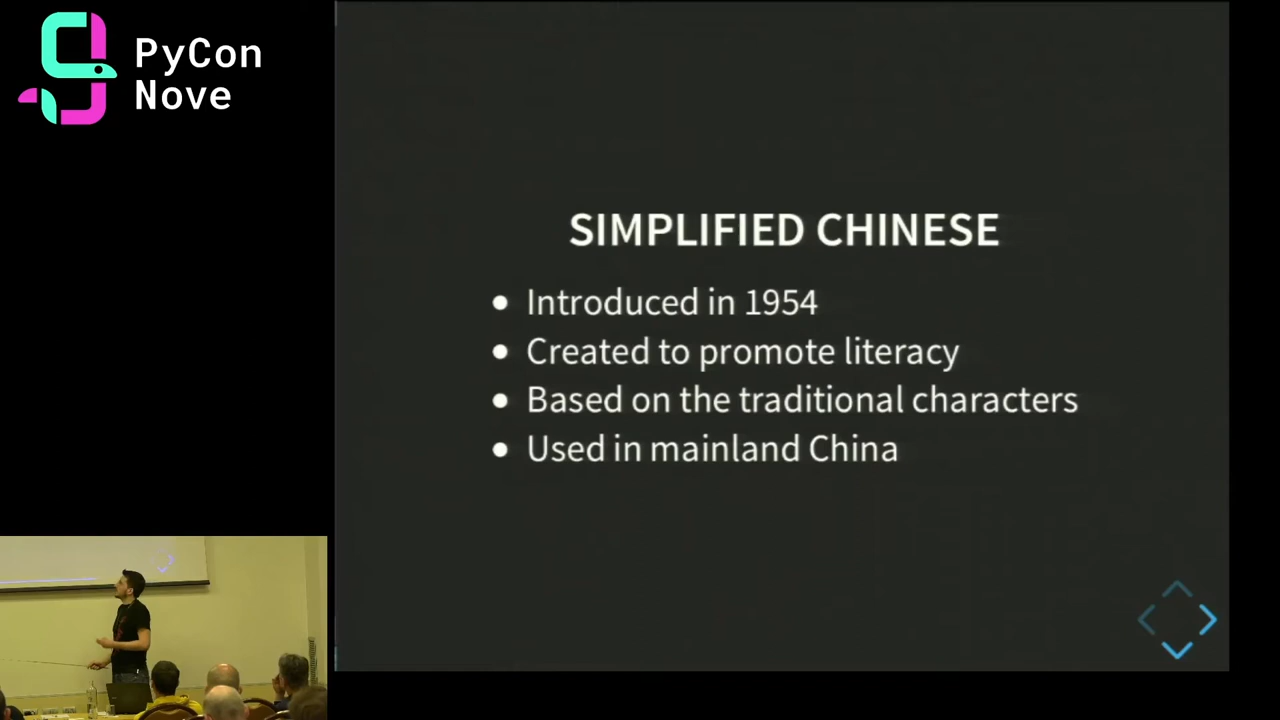 PyCon
Nove
SIMPLIFIED CHINESE
Introduced in 1954
Created to promote literacy
Based on the traditional characters
Used in mainland China